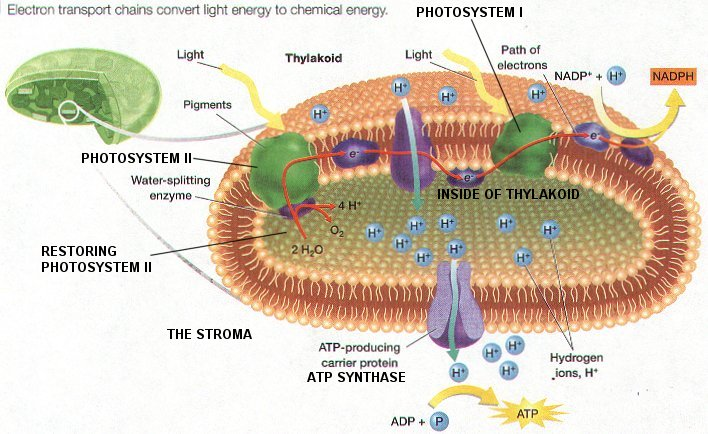 Electron transport chains convert light energy to chemical energy.
PHOTOSYSTEM I
Light
Thylakoid
Light
Path of
electrons
NADP⁺ + H⁺
NADPH
H⁺
H⁺
H⁺
H⁺
Pigments
PHOTOSYSTEM II
e⁻
e⁻
e⁻
Water-splitting
enzyme
INSIDE OF THYLAKOID
4 H⁺
O₂
2 H₂O
H⁺
H⁺
H⁺
H⁺
H⁺
H⁺
H⁺
H⁺
H⁺
H⁺
RESTORING
PHOTOSYSTEM II
THE STROMA
ATP-producing
carrier protein
ATP SYNTHASE
Hydrogen
ions, H⁺
H⁺
H⁺
H⁺
H⁺
ADP + P
ATP